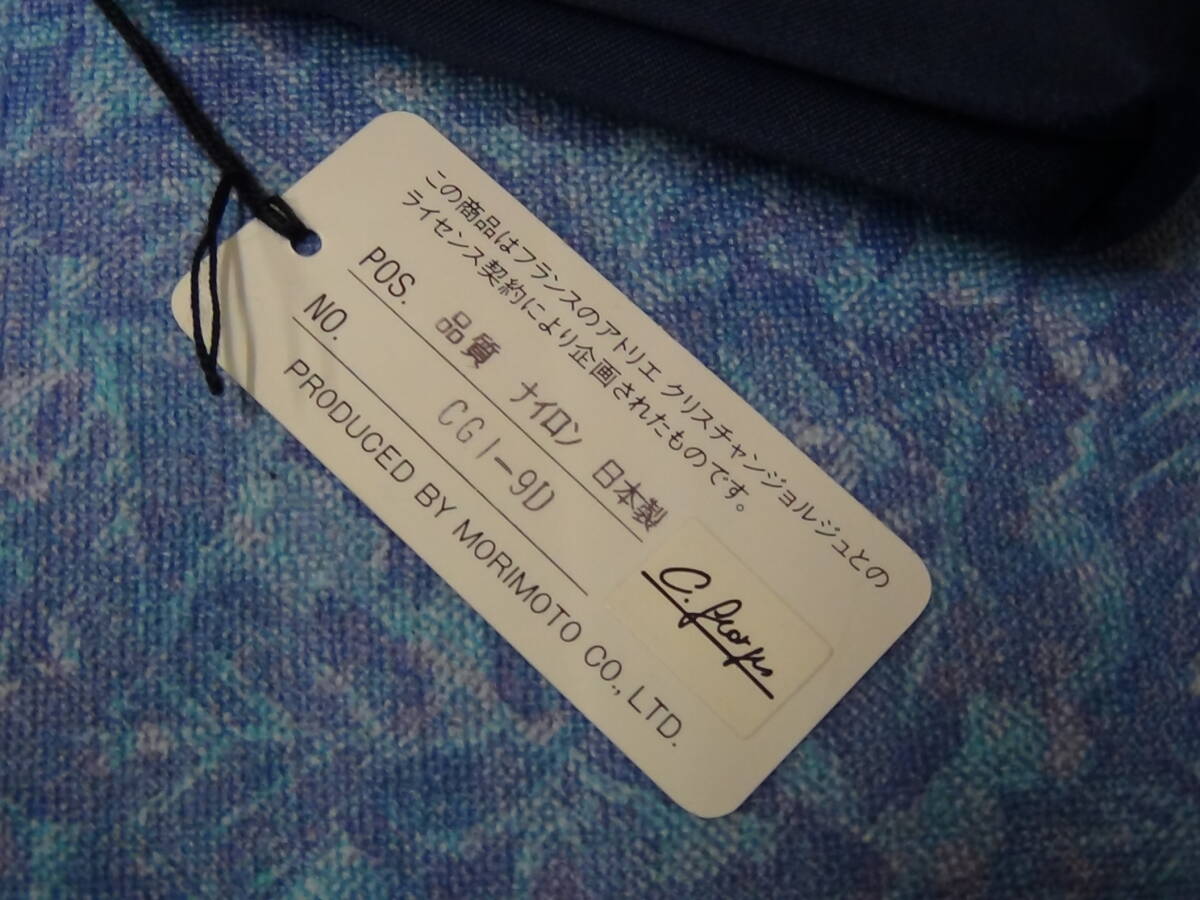 この商品はフランスのアトリエ クリスチャンジョルジュとの
ライセンス契約により企画されたものです。
POS. 品質 ナイロン 日本製
NO. CG1-9D
PRODUCED BY MORIMOTO CO., LTD.